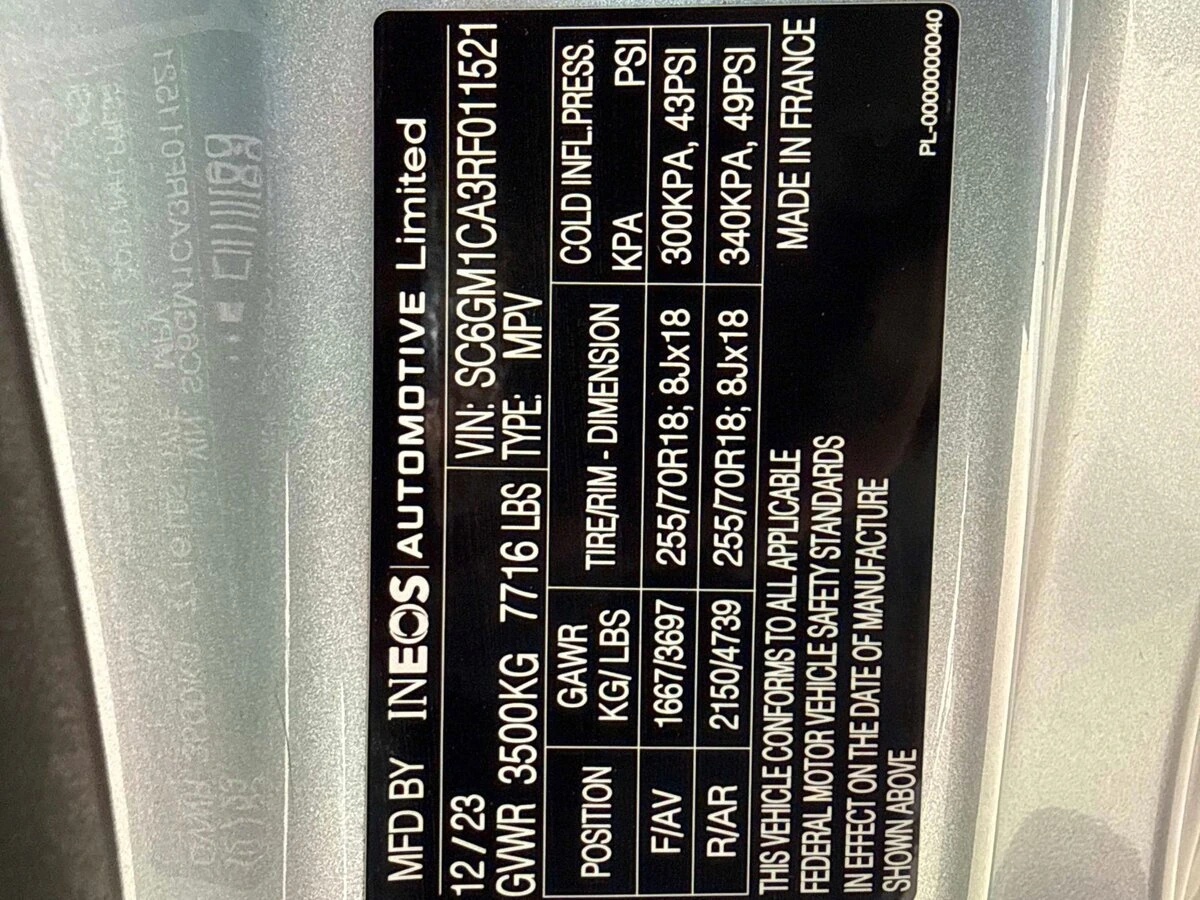 MFD BY INEOS | AUTOMOTIVE Limited
12/23
VIN: SC6GM1CA3RF011521
GVWR 3500KG 7716 LBS
TYPE: MPV
POSITION GAWR KG/LBS TIRE/RIM - DIMENSION COLD INFL.PRESS. KPA PSI
F/AV 1667/3697 255/70R18; 8Jx18 300KPA, 43PSI
R/AR 2150/4739 255/70R18; 8Jx18 340KPA, 49PSI
THIS VEHICLE CONFORMS TO ALL APPLICABLE
FEDERAL MOTOR VEHICLE SAFETY STANDARDS
IN EFFECT ON THE DATE OF MANUFACTURE
SHOWN ABOVE
MADE IN FRANCE
PL-0000000040